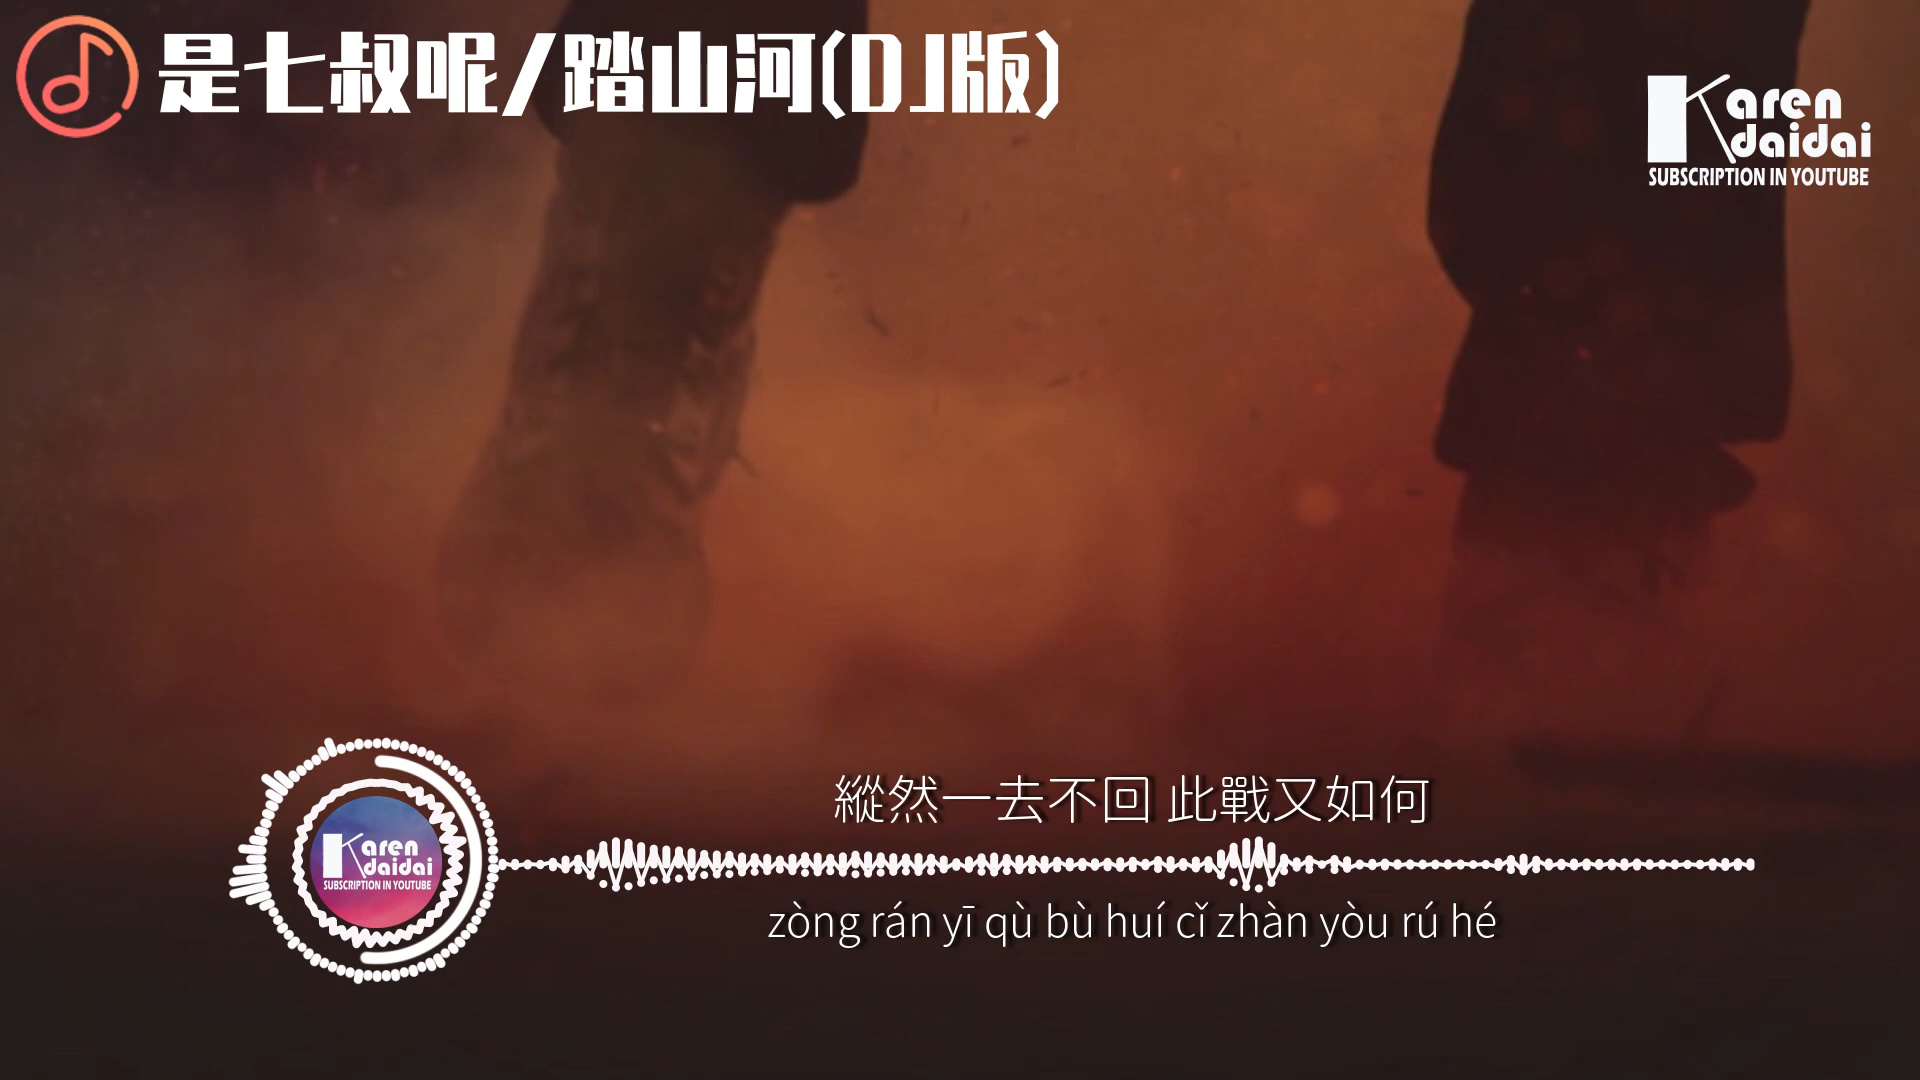 是七叔呢/踏山河(DJ版)
Karen
daidai
SUBSCRIPTION IN YOUTUBE
縱然一去不回 此戰又如何
Karen
daidai
SUBSCRIPTION IN YOUTUBE
zòng rán yī qù bù huí cǐ zhàn yòu rú hé